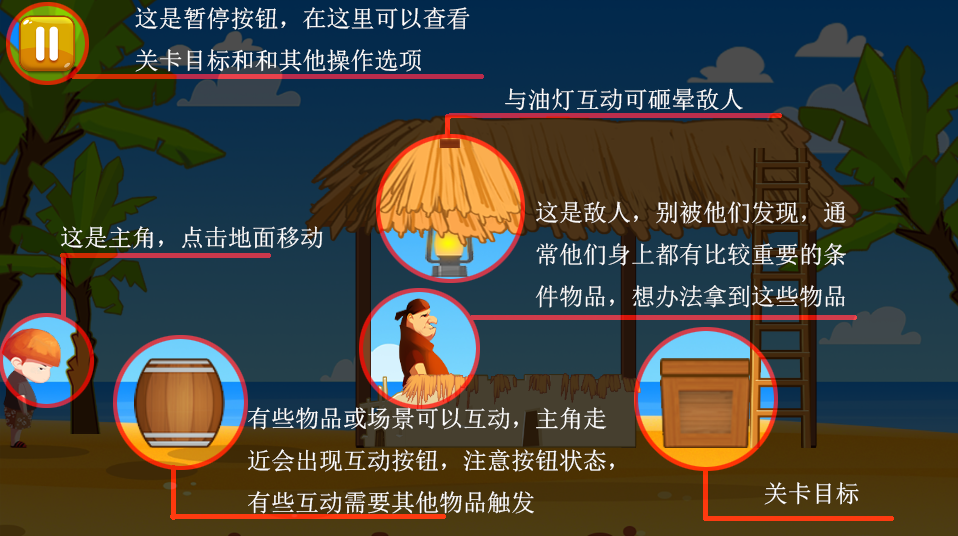 这是暂停按钮，在这里可以查看
关卡目标和和其他操作选项
与油灯互动可砸晕敌人
这是敌人，别被他们发现，通
常他们身上都有比较重要的条
件物品，想办法拿到这些物品
这是主角，点击地面移动
有些物品或场景可以互动，主角走
近会出现互动按钮，注意按钮状态，
有些互动需要其他物品触发
关卡目标